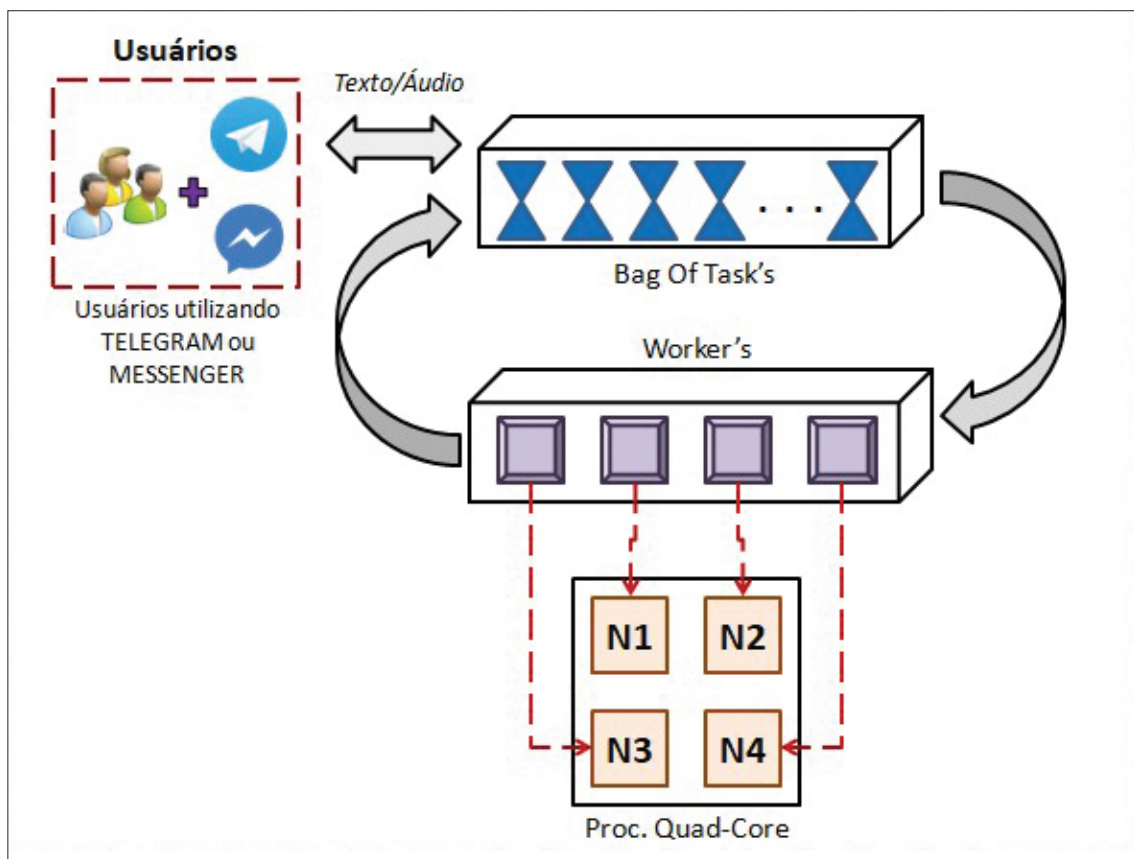 Usuários
Texto/Áudio
Bag Of Task's
Usuários utilizando
TELEGRAM ou
MESSENGER
Worker's
N1
N2
N3
N4
Proc. Quad-Core